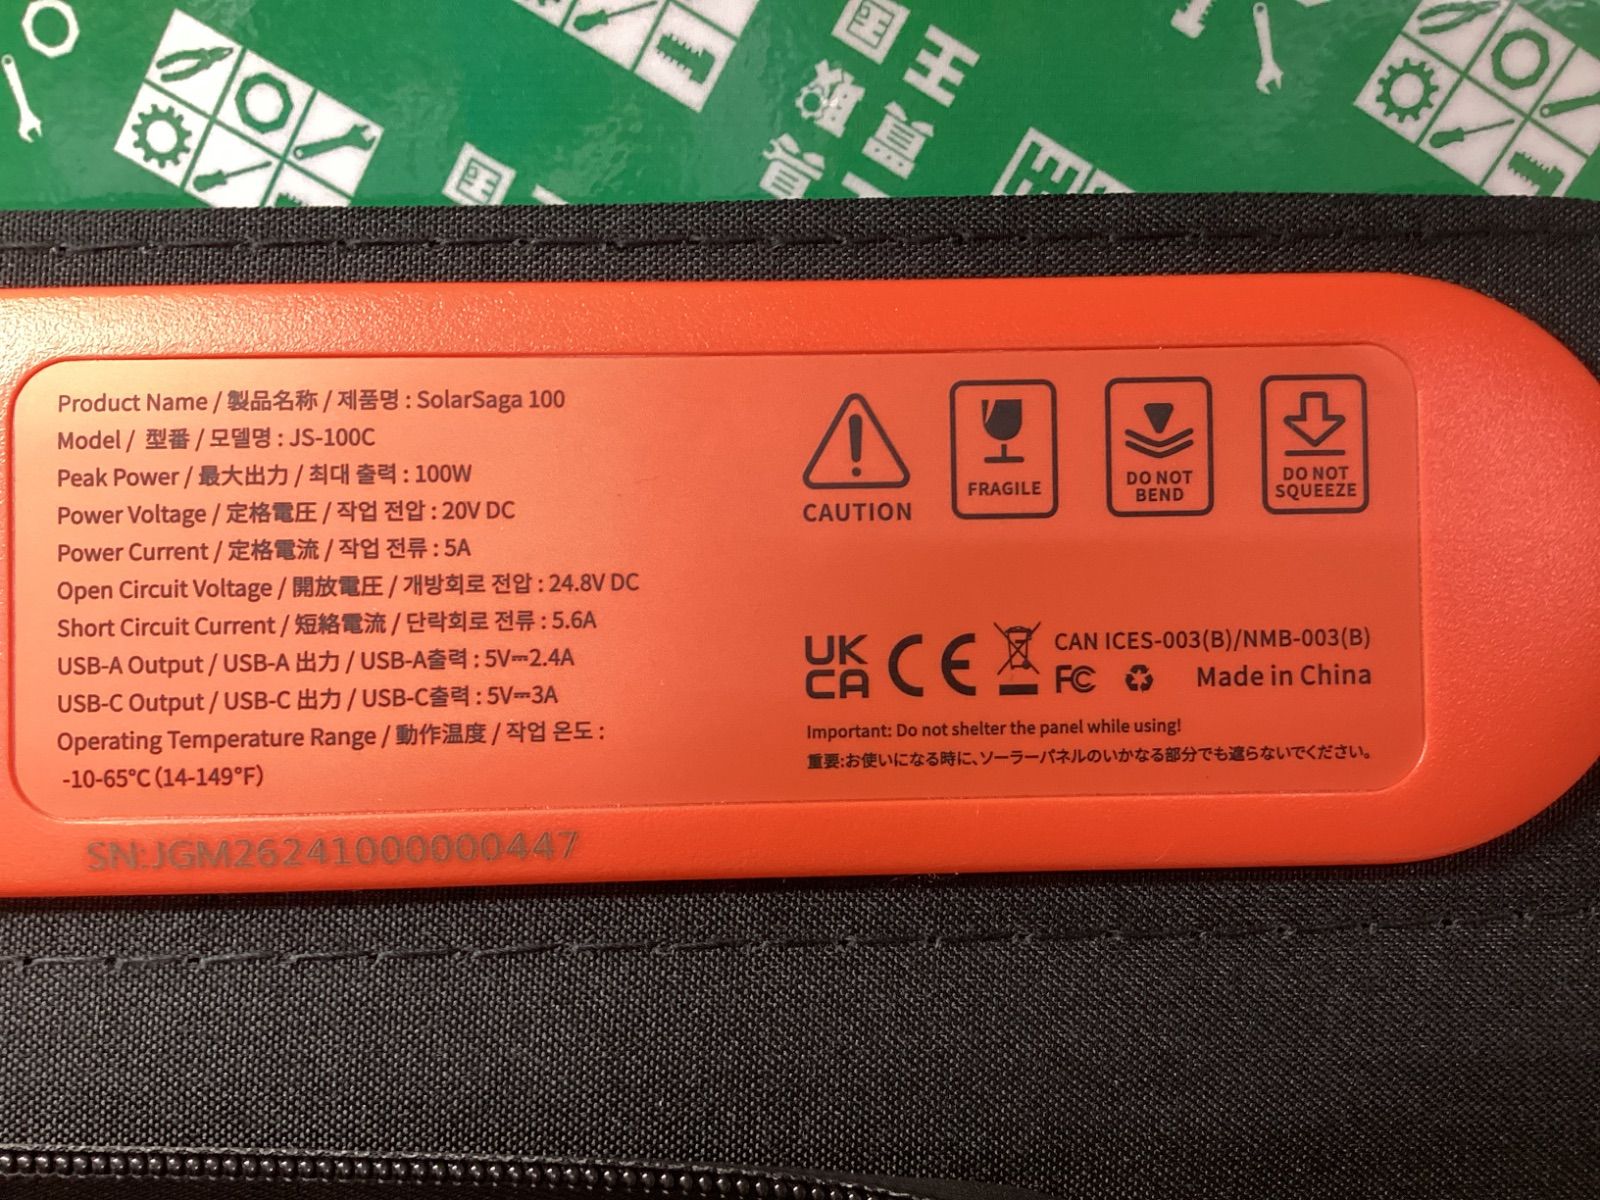 工具王
Product Name / 製品名称 / 제품명 : SolarSaga 100
Model / 型番 / 모델명 : JS-100C
Peak Power / 最大出力 / 최대 출력 : 100W
Power Voltage / 定格電圧 / 작업 전압 : 20V DC
Power Current / 定格電流 / 작업 전류 : 5A
Open Circuit Voltage / 開放電圧 / 개방회로 전압 : 24.8V DC
Short Circuit Current / 短絡電流 / 단락회로 전류 : 5.6A
USB-A Output / USB-A 出力 / USB-A출력 : 5V⎓2.4A
USB-C Output / USB-C 出力 / USB-C출력 : 5V⎓3A
Operating Temperature Range / 動作温度 / 작업 온도 :
-10-65°C (14-149°F)
SN:JGM26241000000447
CAUTION
FRAGILE
DO NOT
BEND
DO NOT
SQUEEZE
UK
CA
CE
CAN ICES-003(B)/NMB-003(B)
FC
Made in China
Important: Do not shelter the panel while using!
重要:お使いになる時に、ソーラーパネルのいかなる部分でも遮らないでください。